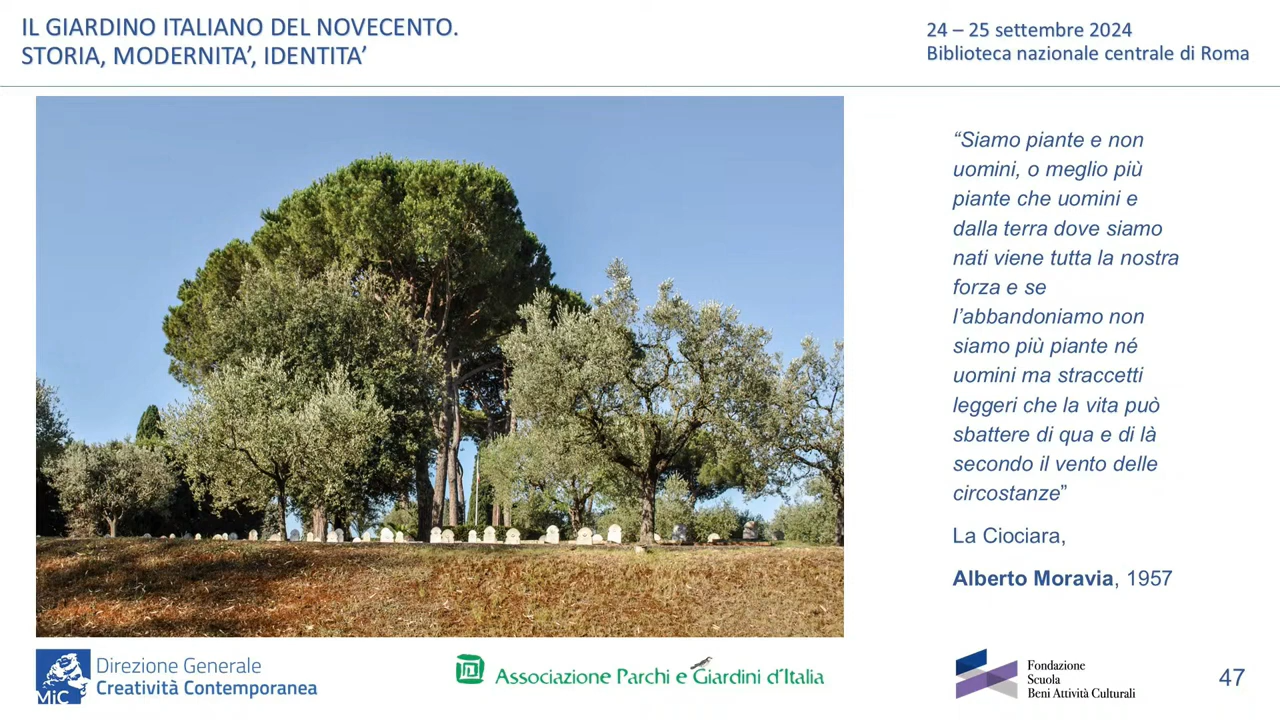 IL GIARDINO ITALIANO DEL NOVECENTO.
STORIA, MODERNITA’, IDENTITA’
24 – 25 settembre 2024
Biblioteca nazionale centrale di Roma
“Siamo piante e non
uomini, o meglio più
piante che uomini e
dalla terra dove siamo
nati viene tutta la nostra
forza e se
l’abbandoniamo non
siamo più piante né
uomini ma straccetti
leggeri che la vita può
sbattere di qua e di là
secondo il vento delle
circostanze”
La Ciociara,
Alberto Moravia, 1957
MiC
Direzione Generale
Creatività Contemporanea
Associazione Parchi e Giardini d’Italia
Fondazione
Scuola
Beni Attività Culturali
47